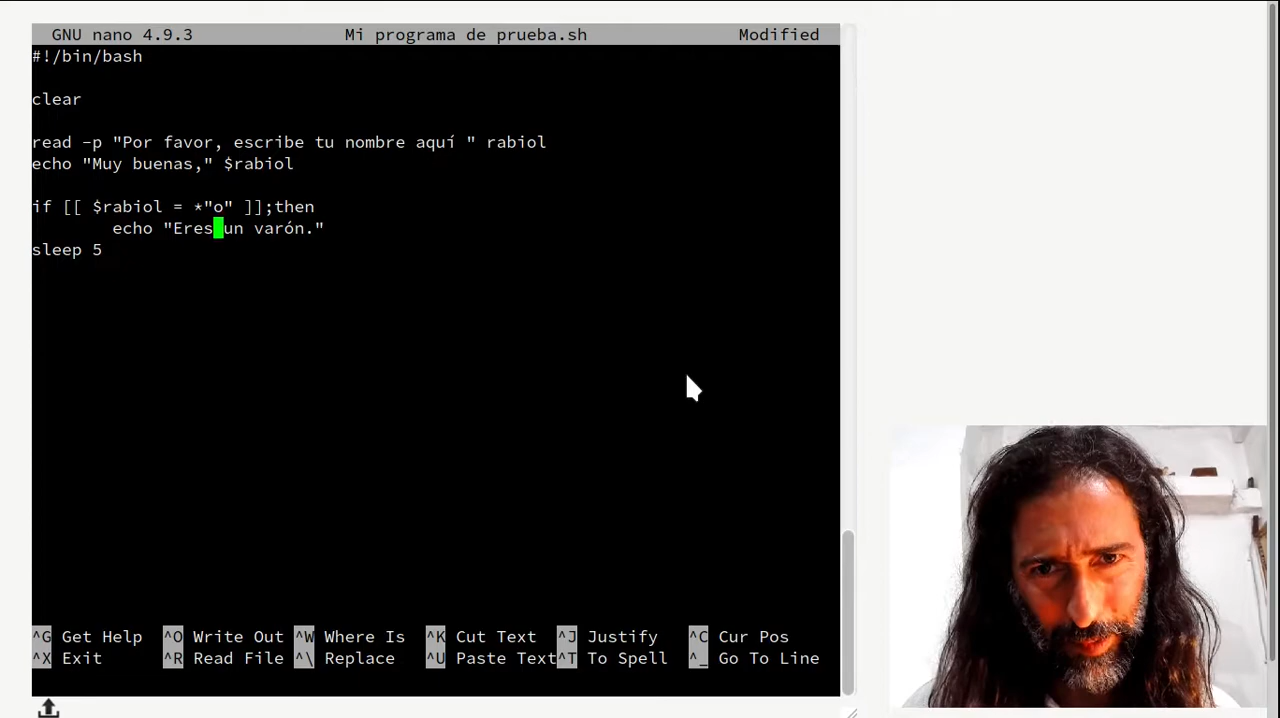 GNU nano 4.9.3 Mi programa de prueba.sh Modified
#!/bin/bash
clear
read -p "Por favor, escribe tu nombre aquí " rabiol
echo "Muy buenas," $rabiol
if [[ $rabiol = *"o" ]];then
echo "Eres un varón."
sleep 5
^G Get Help ^O Write Out ^W Where Is ^K Cut Text ^J Justify ^C Cur Pos
^X Exit ^R Read File ^\ Replace ^U Paste Text ^T To Spell ^_ Go To Line